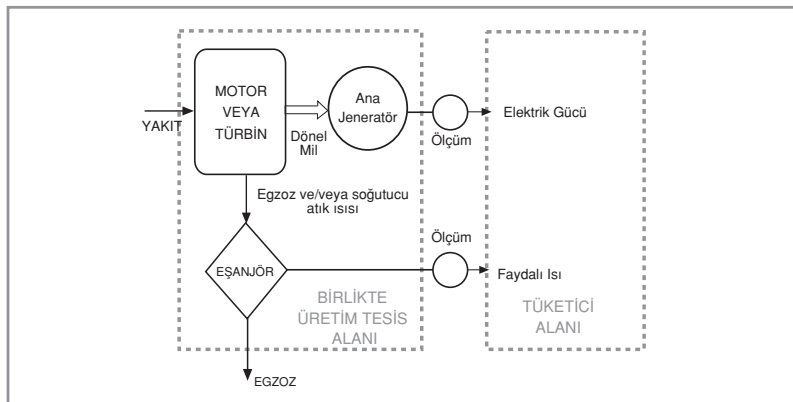 MOTOR
VEYA
TÜRBİN
YAKIT
Dönel
Mil
Ana
Jeneratör
Ölçüm
Elektrik Gücü
Egzoz ve/veya soğutucu
atık ısısı
EŞANJÖR
Ölçüm
Faydalı Isı
BİRLİKTE
ÜRETİM TESİS
ALANI
TÜKETİCİ
ALANI
EGZOZ